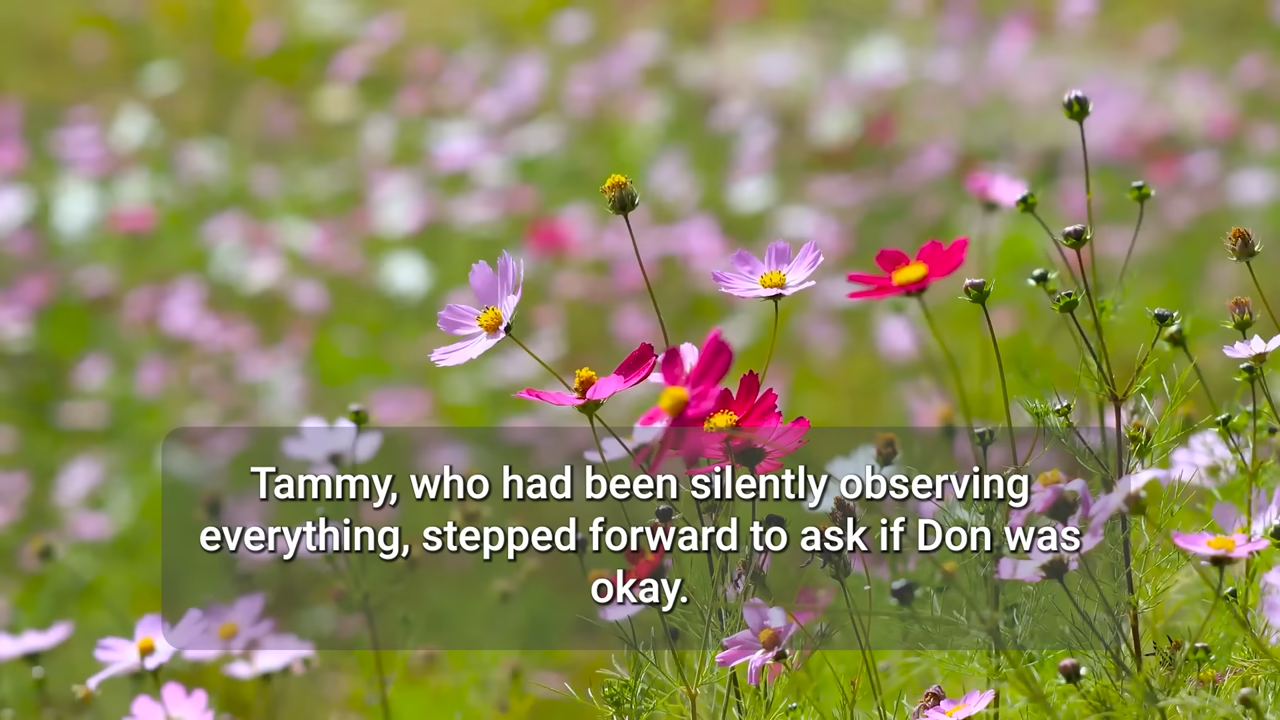 Tammy, who had been silently observing
everything, stepped forward to ask if Don was
okay.